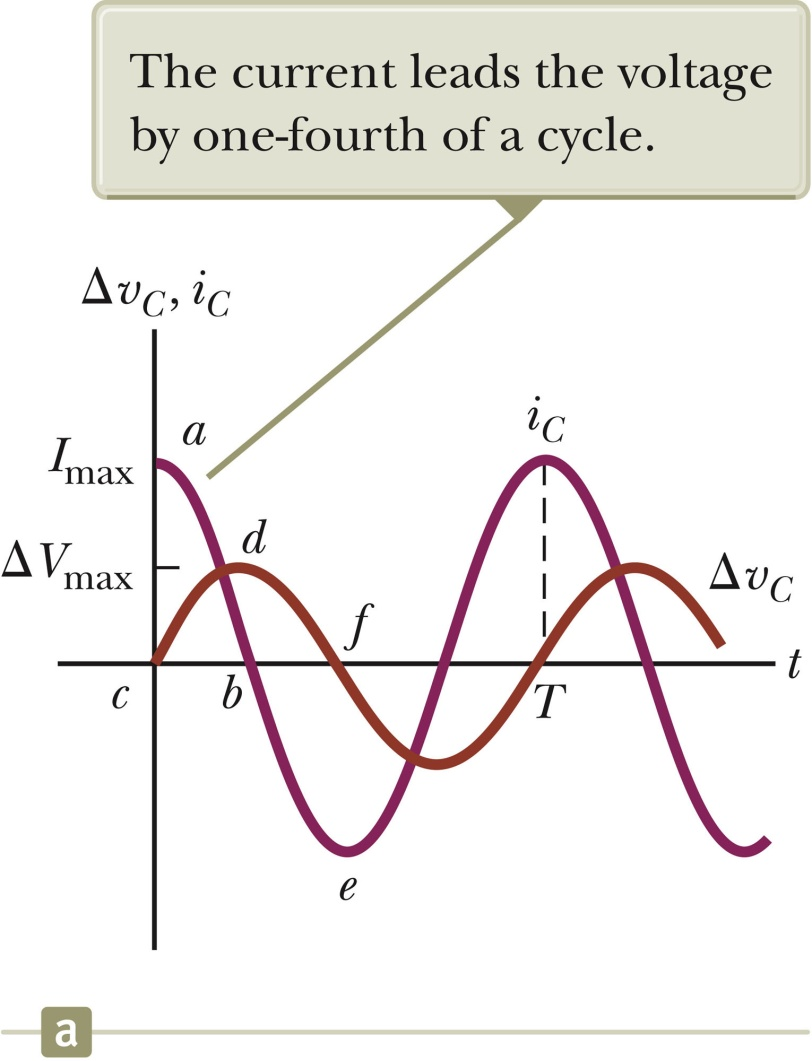 The current leads the voltage
by one-fourth of a cycle.
Δv_C, i_C
a
i_C
I_max
d
ΔV_max
Δv_C
f
t
c
b
T
e
a